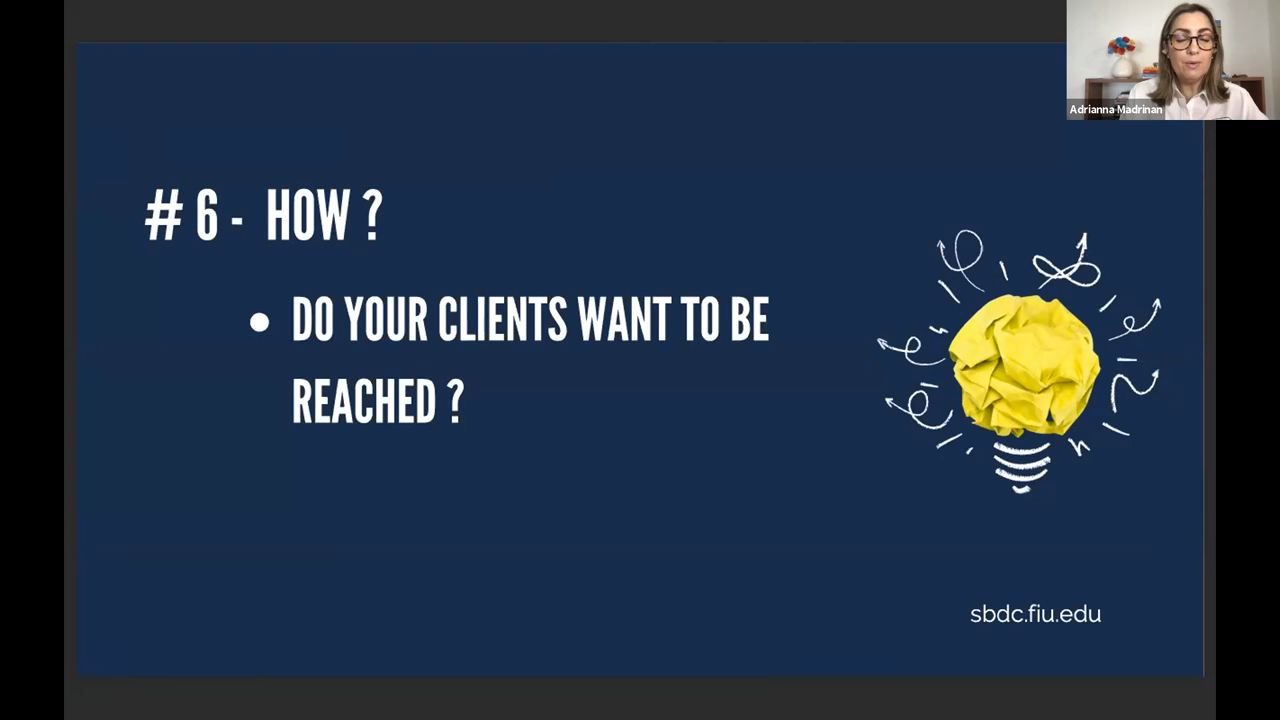 Adrianna Madrinan
# 6 - HOW ?
• DO YOUR CLIENTS WANT TO BE
REACHED ?
sbdc.fiu.edu